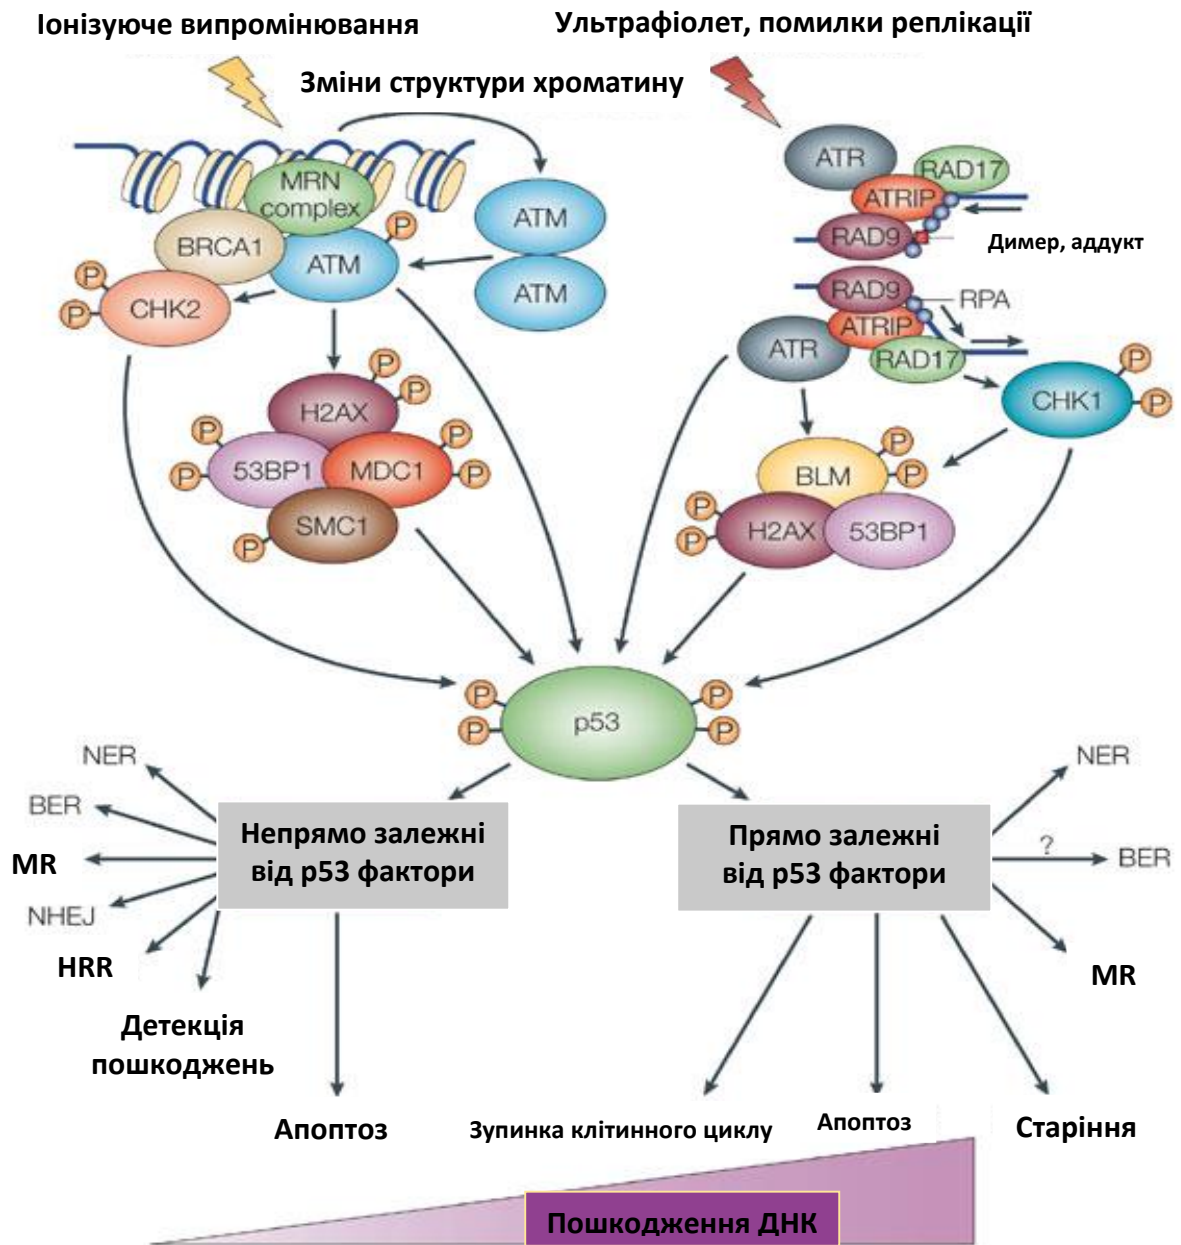 Іонізуюче випромінювання
Ультрафіолет, помилки реплікації
Зміни структури хроматину
MRN
complex
BRCA1
ATM
P
ATM
ATM
CHK2
P
P
H2AX
P
P
53BP1
P
P
MDC1
P
SMC1
P
ATR
RAD17
ATRIP
RAD9
Димер, аддукт
RAD9
RPA
ATRIP
ATR
RAD17
CHK1
P
P
BLM
P
P
H2AX
P
P
53BP1
p53
P
P
P
P
NER
BER
MR
NHEJ
HRR
Детекція
пошкоджень
Непрямо залежні
від р53 фактори
Прямо залежні
від р53 фактори
NER
?
BER
MR
Апоптоз
Зупинка клітинного циклу
Апоптоз
Старіння
Пошкодження ДНК